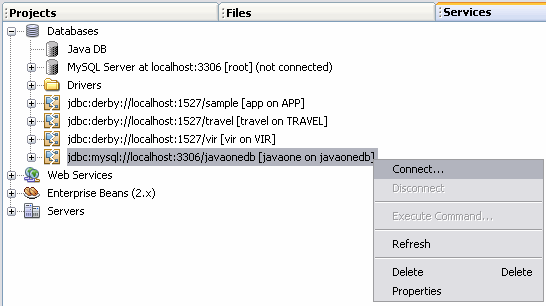 Projects Files Services
Databases
Java DB
MySQL Server at localhost:3306 [root] (not connected)
Drivers
jdbc:derby://localhost:1527/sample [app on APP]
jdbc:derby://localhost:1527/travel [travel on TRAVEL]
jdbc:derby://localhost:1527/vir [vir on VIR]
jdbc:mysql://localhost:3306/javaonedb [javaone on javaonedb]
Web Services
Enterprise Beans (2.x)
Servers
Connect...
Disconnect
Execute Command...
Refresh
Delete Delete
Properties